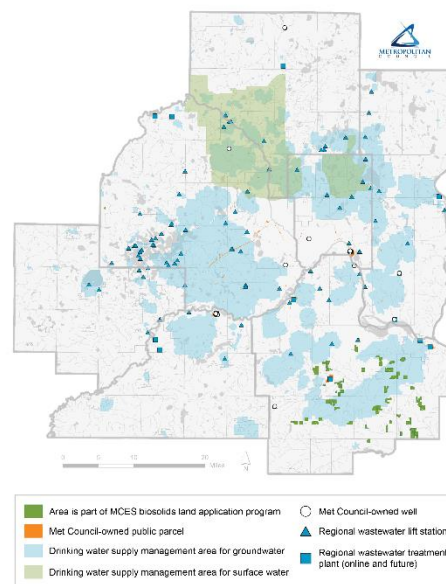 METROPOLITAN
COUNCIL
0 5 10 20
Miles
Area is part of MCES biosolids land application program
Met Council-owned public parcel
Drinking water supply management area for groundwater
Drinking water supply management area for surface water
Met Council-owned well
Regional wastewater lift station
Regional wastewater treatment
plant (online and future)